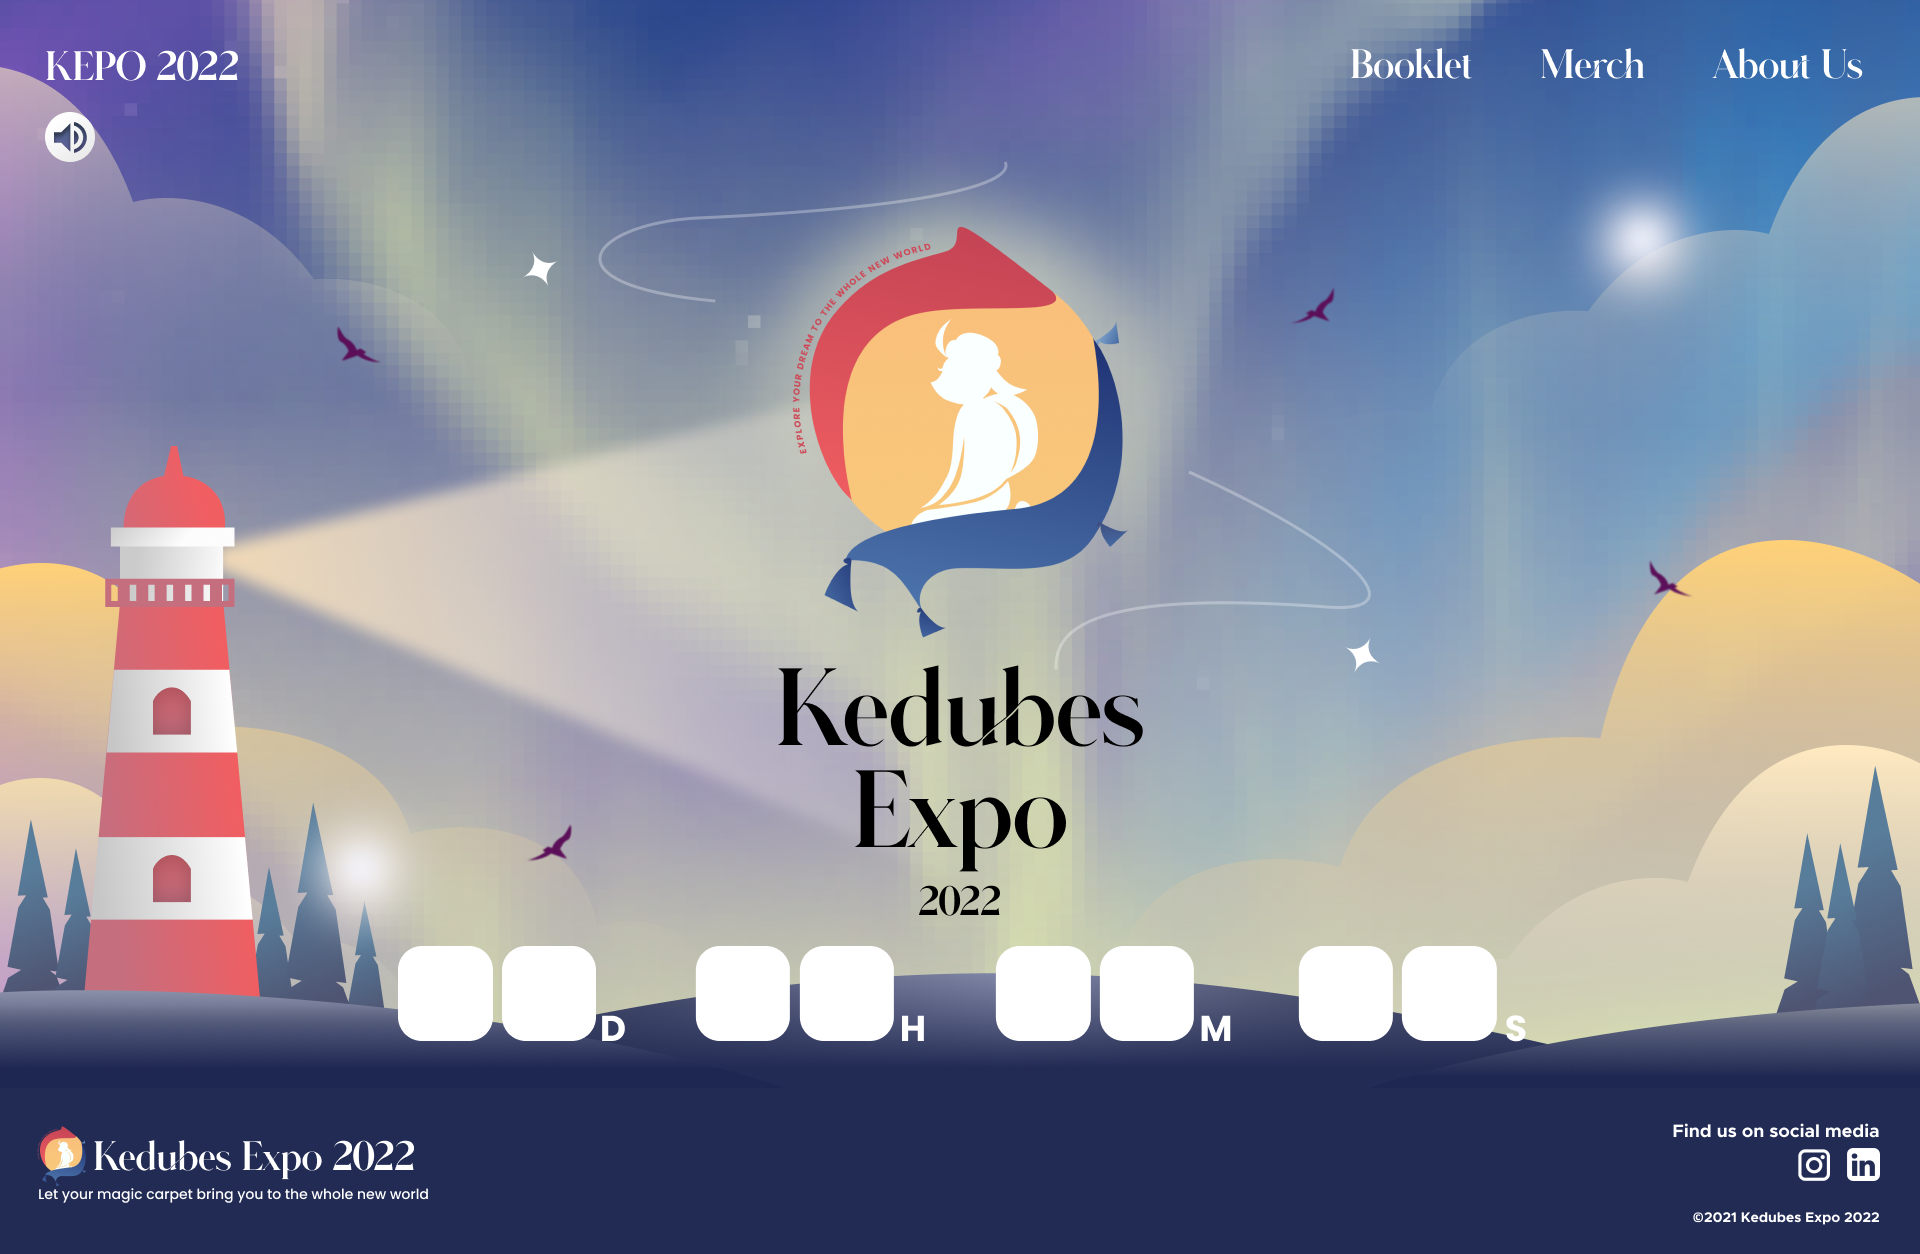 KEPO 2022
Booklet
Merch
About Us
EXPLORE YOUR DREAM TO THE WHOLE NEW WORLD
Kedubes
Expo
2022
D
H
M
S
Kedubes Expo 2022
Let your magic carpet bring you to the whole new world
Find us on social media
in
©2021 Kedubes Expo 2022